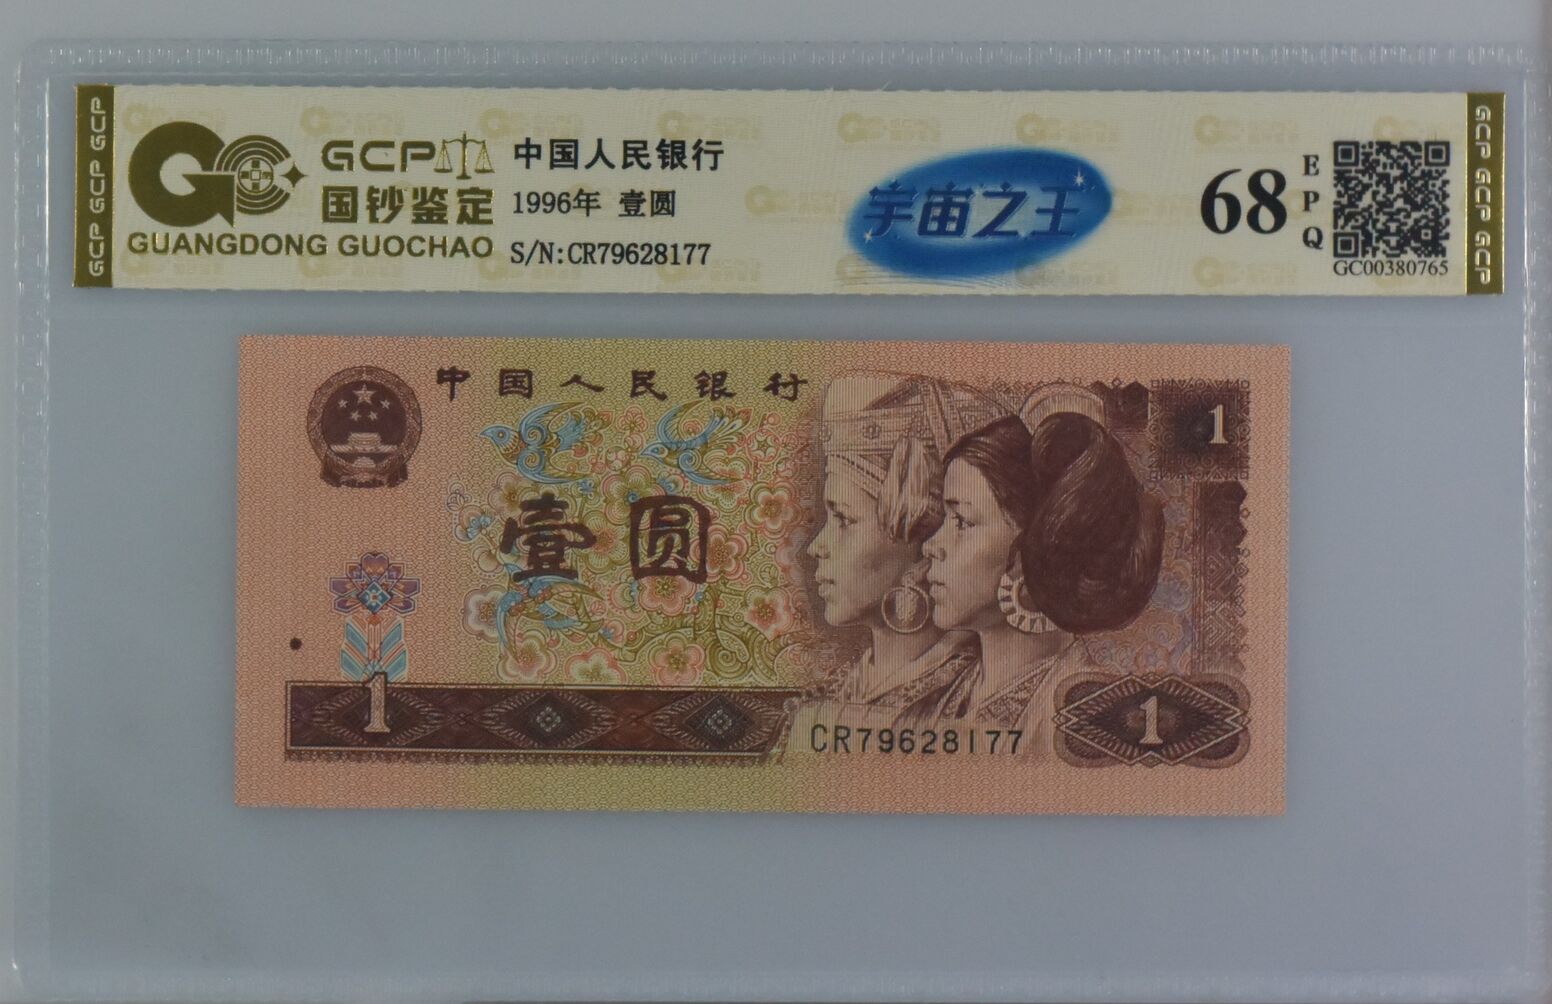 GCP GCP GCP
GCP
国钞鉴定
GUANGDONG GUOCHAO
中国人民银行
1996年 壹圆
S/N:CR79628177
宇宙之王
68
E
P
Q
GC00380765
GCP GCP GCP
中国人民银行
1
壹圆
1
CR79628177
1